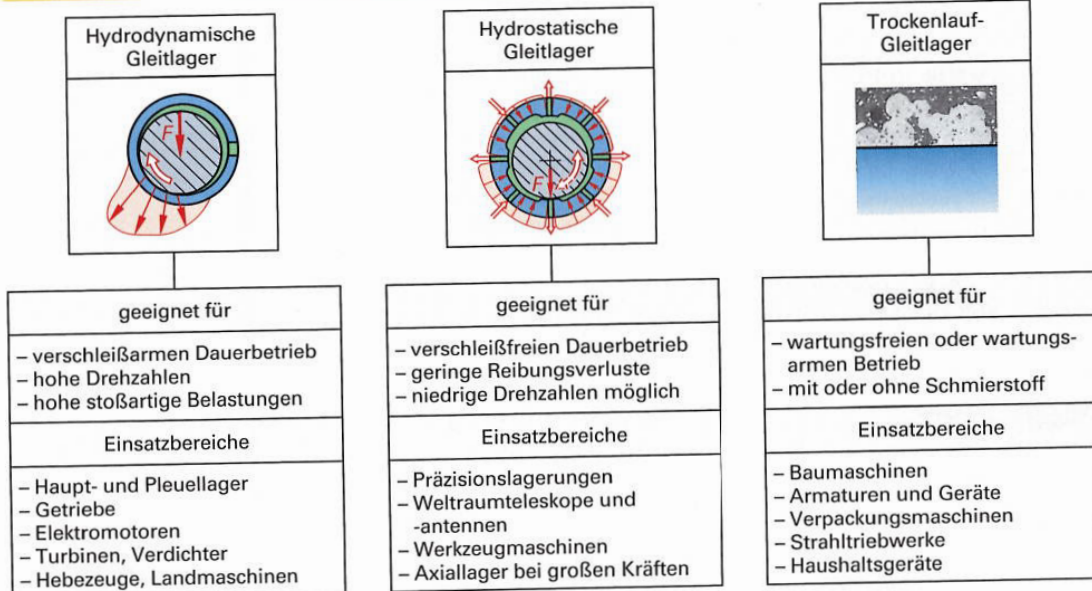 Hydrodynamische
Gleitlager
F
geeignet für
– verschleißarmen Dauerbetrieb
– hohe Drehzahlen
– hohe stoßartige Belastungen
Einsatzbereiche
– Haupt- und Pleuellager
– Getriebe
– Elektromotoren
– Turbinen, Verdichter
– Hebezeuge, Landmaschinen
Hydrostatische
Gleitlager
F
geeignet für
– verschleißfreien Dauerbetrieb
– geringe Reibungsverluste
– niedrige Drehzahlen möglich
Einsatzbereiche
– Präzisionslagerungen
– Weltraumteleskope und
-antennen
– Werkzeugmaschinen
– Axiallager bei großen Kräften
Trockenlauf-
Gleitlager
geeignet für
– wartungsfreien oder wartungs-
armen Betrieb
– mit oder ohne Schmierstoff
Einsatzbereiche
– Baumaschinen
– Armaturen und Geräte
– Verpackungsmaschinen
– Strahltriebwerke
– Haushaltsgeräte